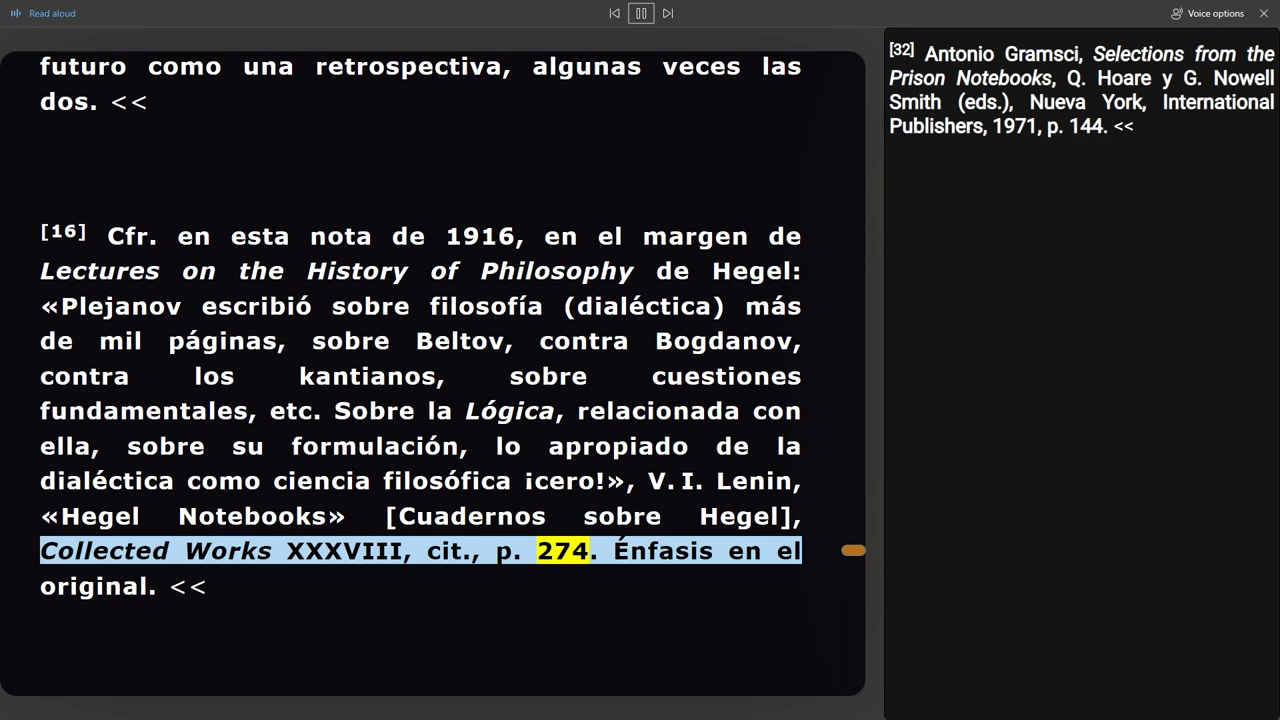 Read aloud
Voice options
futuro como una retrospectiva, algunas veces las
dos. <<
[16] Cfr. en esta nota de 1916, en el margen de
Lectures on the History of Philosophy de Hegel:
«Plejanov escribió sobre filosofía (dialéctica) más
de mil páginas, sobre Beltov, contra Bogdanov,
contra los kantianos, sobre cuestiones
fundamentales, etc. Sobre la Lógica, relacionada con
ella, sobre su formulación, lo apropiado de la
dialéctica como ciencia filosófica ¡cero!», V. I. Lenin,
«Hegel Notebooks» [Cuadernos sobre Hegel],
Collected Works XXXVIII, cit., p. 274. Énfasis en el
original. <<
[32] Antonio Gramsci, Selections from the
Prison Notebooks, Q. Hoare y G. Nowell
Smith (eds.), Nueva York, International
Publishers, 1971, p. 144. <<